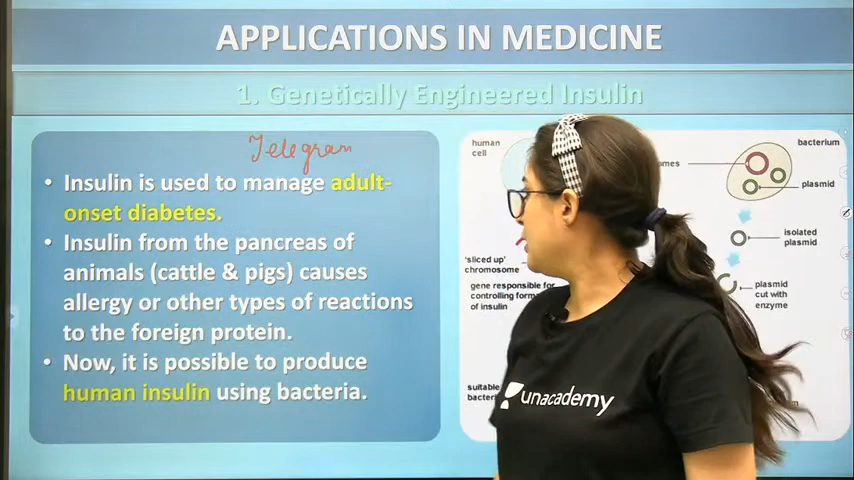 APPLICATIONS IN MEDICINE
1. Genetically Engineered Insulin
Telegram
• Insulin is used to manage adult-
onset diabetes.
• Insulin from the pancreas of
animals (cattle & pigs) causes
allergy or other types of reactions
to the foreign protein.
• Now, it is possible to produce
human insulin using bacteria.
human
cell
bacterium
plasmid
isolated
plasmid
'sliced up'
chromosome
gene responsible for
controlling
of insulin
plasmid
cut with
enzyme
suitable
unacademy